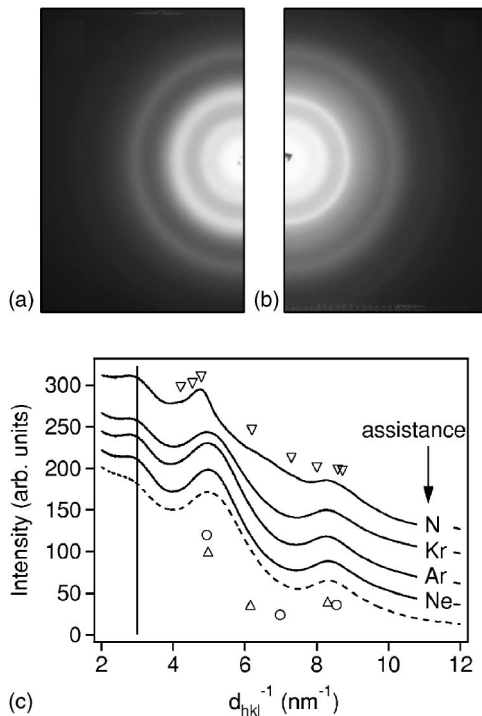 (a)
(b)
300
250
200
150
100
50
0
Intensity (arb. units)
assistance
N
Kr
Ar
Ne
2
4
6
8
10
12
d_hkl^-1 (nm^-1)
(c)